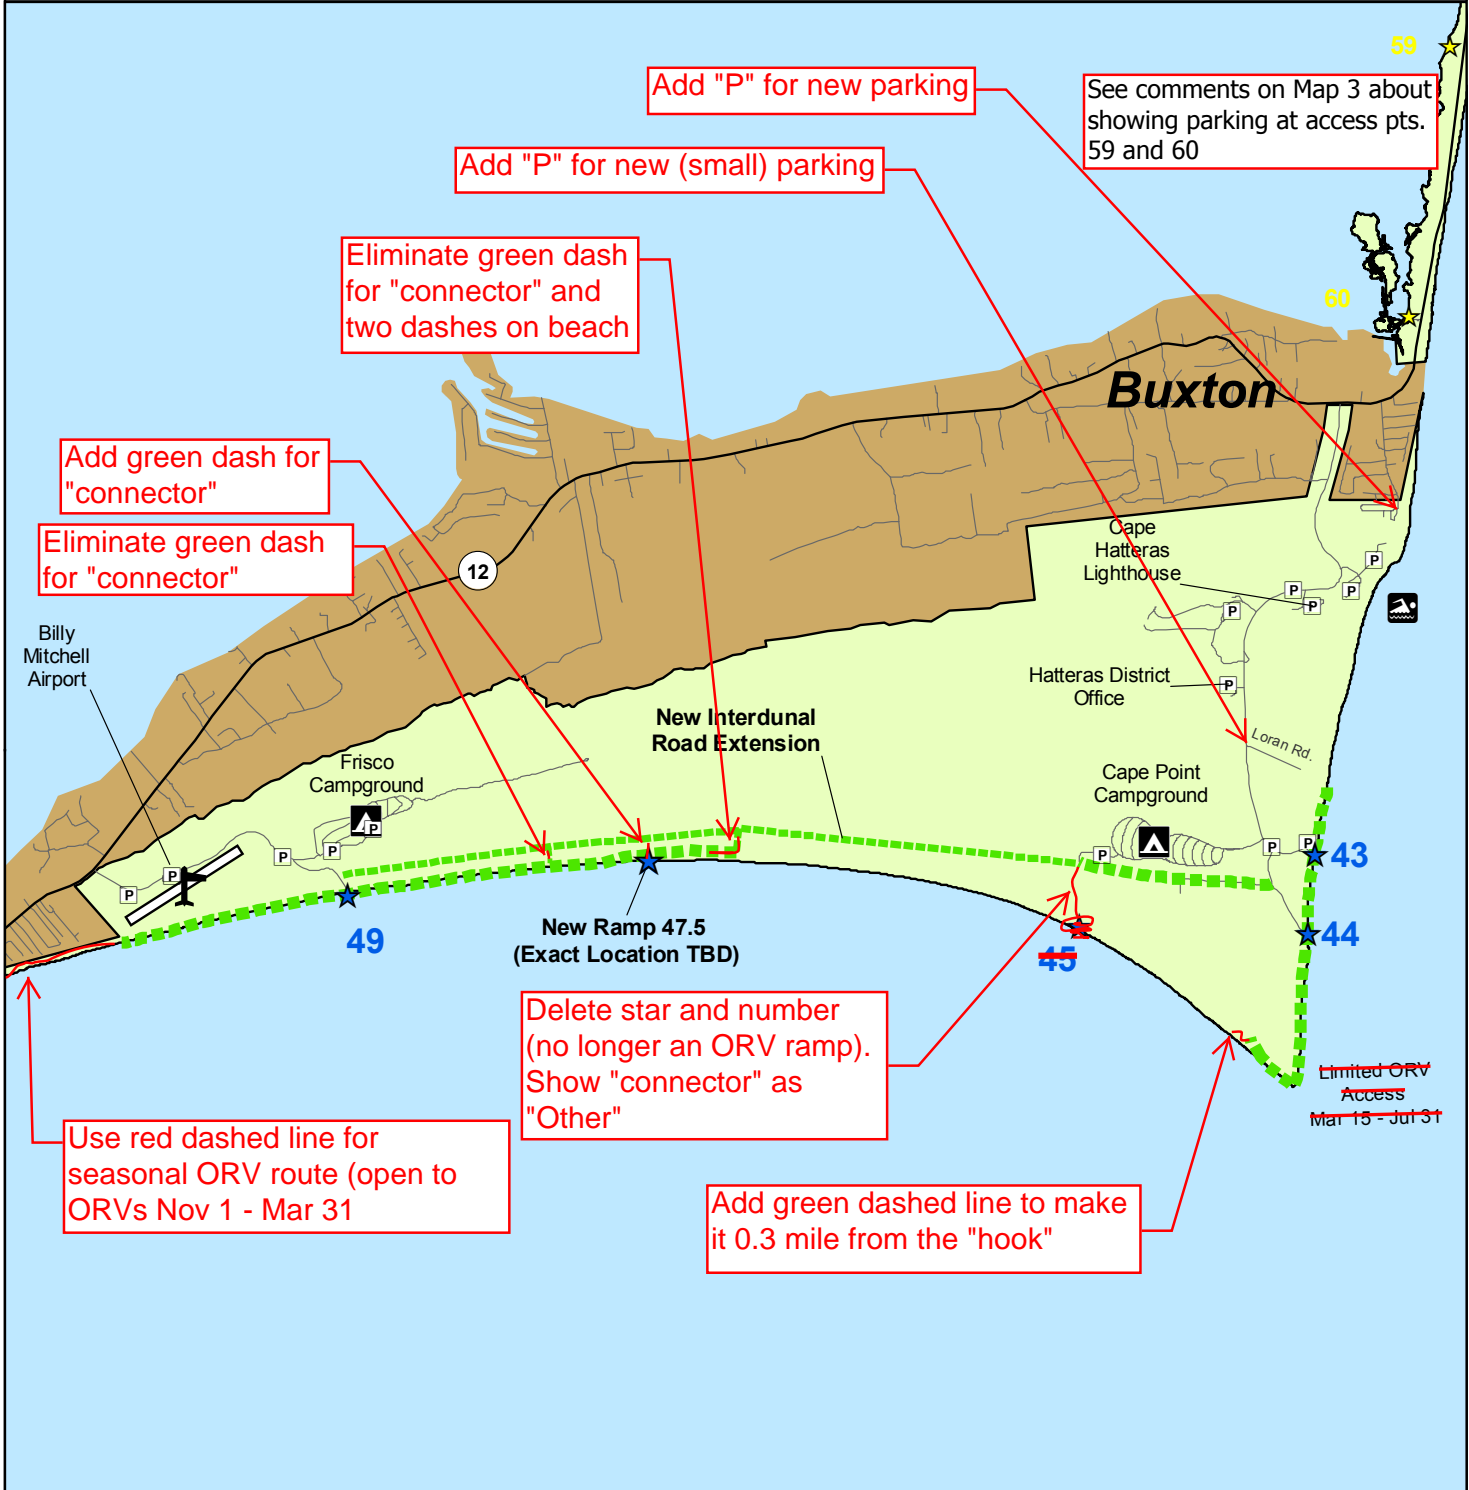 59
Add "P" for new parking
See comments on Map 3 about
showing parking at access pts.
59 and 60
Add "P" for new (small) parking
Eliminate green dash
for "connector" and
two dashes on beach
60
Buxton
Add green dash for
"connector"
Eliminate green dash
for "connector"
12
Cape
Hatteras
Lighthouse
P
P
P
P
P
Billy
Mitchell
Airport
Hatteras District
Office
P
New Interdunal
Road Extension
Loran Rd.
Frisco
Campground
Cape Point
Campground
P
P
P
P
P
P
P
P
43
49
New Ramp 47.5
(Exact Location TBD)
45
44
Delete star and number
(no longer an ORV ramp).
Show "connector" as
"Other"
Limited ORV
Access
Mar 15 - Jul 31
Use red dashed line for
seasonal ORV route (open to
ORVs Nov 1 - Mar 31
Add green dashed line to make
it 0.3 mile from the "hook"